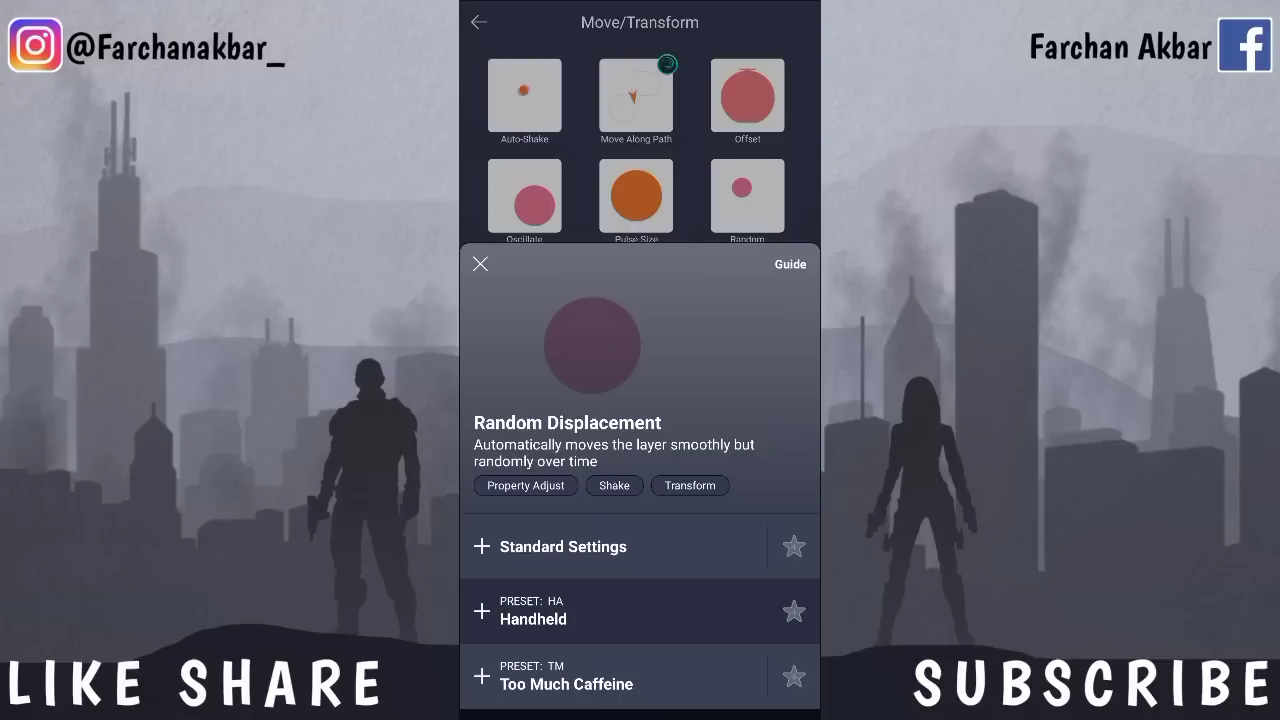 @Farchanakbar_
Farchan Akbar
Move/Transform
Auto-Shake
Move Along Path
Offset
Oscillate
Pulse Size
Random
Guide
Random Displacement
Automatically moves the layer smoothly but
randomly over time
Property Adjust
Shake
Transform
Standard Settings
PRESET: HA
Handheld
PRESET: TM
Too Much Caffeine
LIKE SHARE
SUBSCRIBE